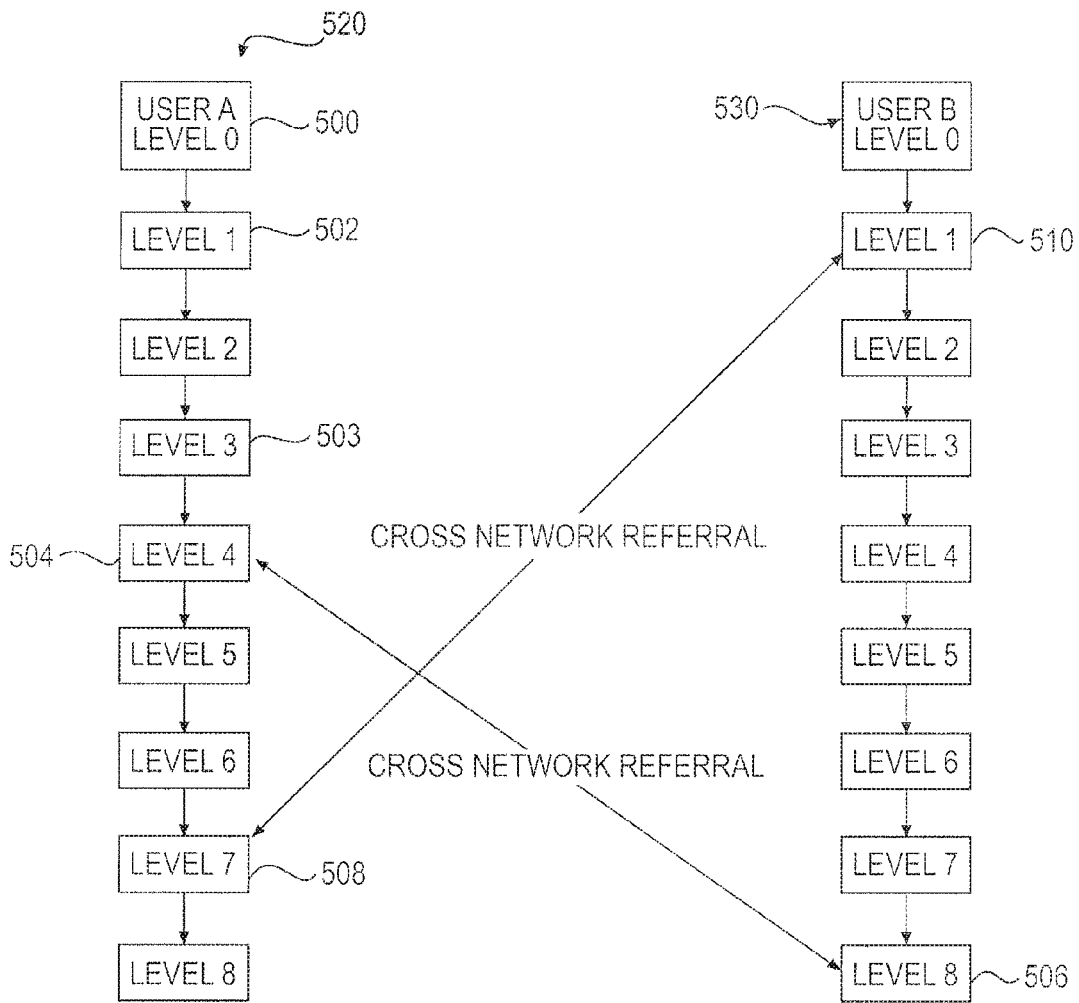 520
USER A
LEVEL 0
500
530
USER B
LEVEL 0
LEVEL 1
502
LEVEL 1
510
LEVEL 2
LEVEL 2
LEVEL 3
503
LEVEL 3
CROSS NETWORK REFERRAL
504
LEVEL 4
LEVEL 4
LEVEL 5
LEVEL 5
LEVEL 6
CROSS NETWORK REFERRAL
LEVEL 6
LEVEL 7
508
LEVEL 7
LEVEL 8
LEVEL 8
506